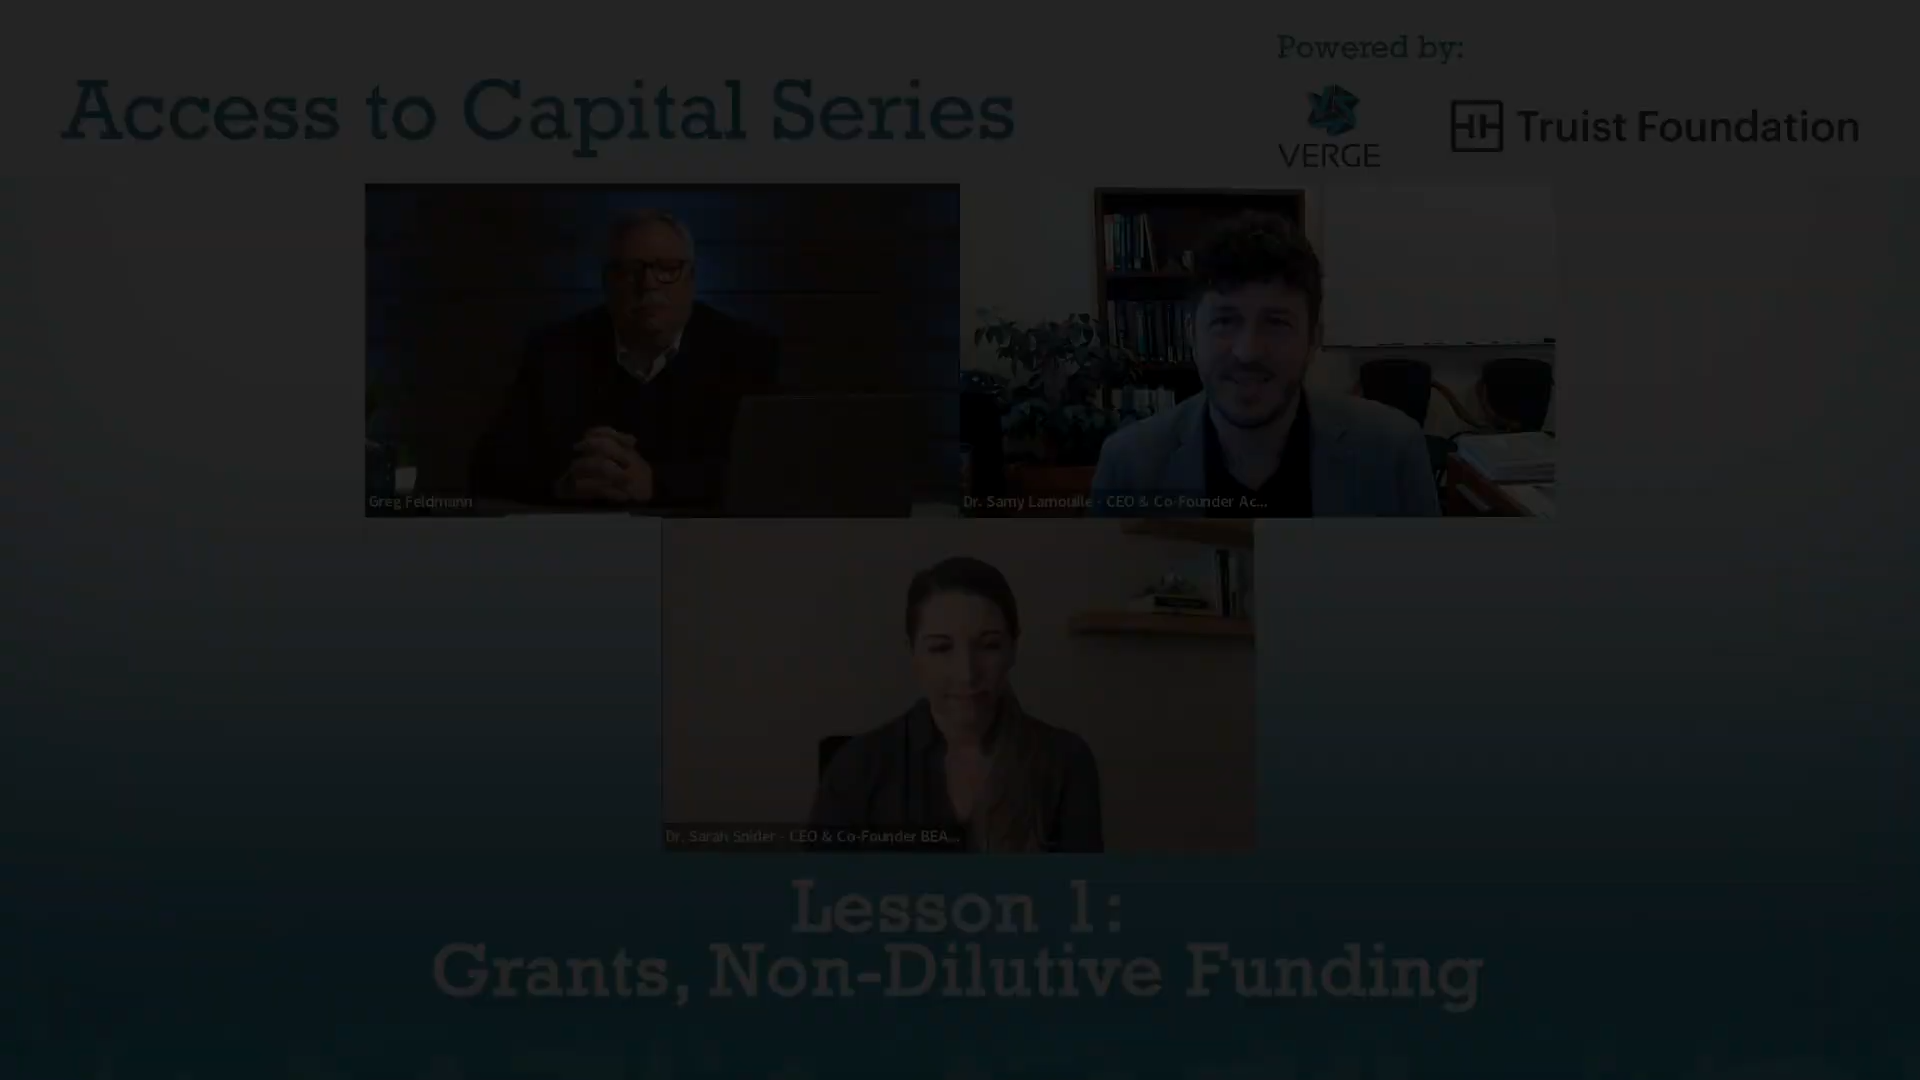 Powered by:
Access to Capital Series
VERGE
Truist Foundation
Greg Feldmann
Dr. Samy Lamouille - CEO & Co-Founder Ac...
Dr. Sarah Snider - CEO & Co-Founder BEA...
Lesson 1:
Grants, Non-Dilutive Funding